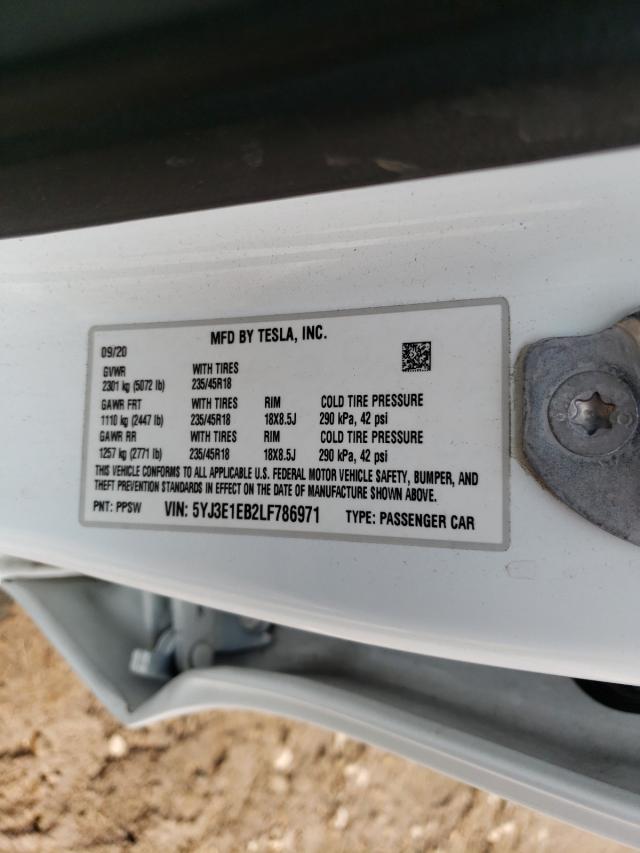 MFD BY TESLA, INC.
09/20
GVWR WITH TIRES
2301 kg (5072 lb) 235/45R18
GAWR FRT WITH TIRES RIM COLD TIRE PRESSURE
1110 kg (2447 lb) 235/45R18 18X8.5J 290 kPa, 42 psi
GAWR RR WITH TIRES RIM COLD TIRE PRESSURE
1257 kg (2771 lb) 235/45R18 18X8.5J 290 kPa, 42 psi
THIS VEHICLE CONFORMS TO ALL APPLICABLE U.S. FEDERAL MOTOR VEHICLE SAFETY, BUMPER, AND
THEFT PREVENTION STANDARDS IN EFFECT ON THE DATE OF MANUFACTURE SHOWN ABOVE.
PNT: PPSW VIN: 5YJ3E1EB2LF786971 TYPE: PASSENGER CAR